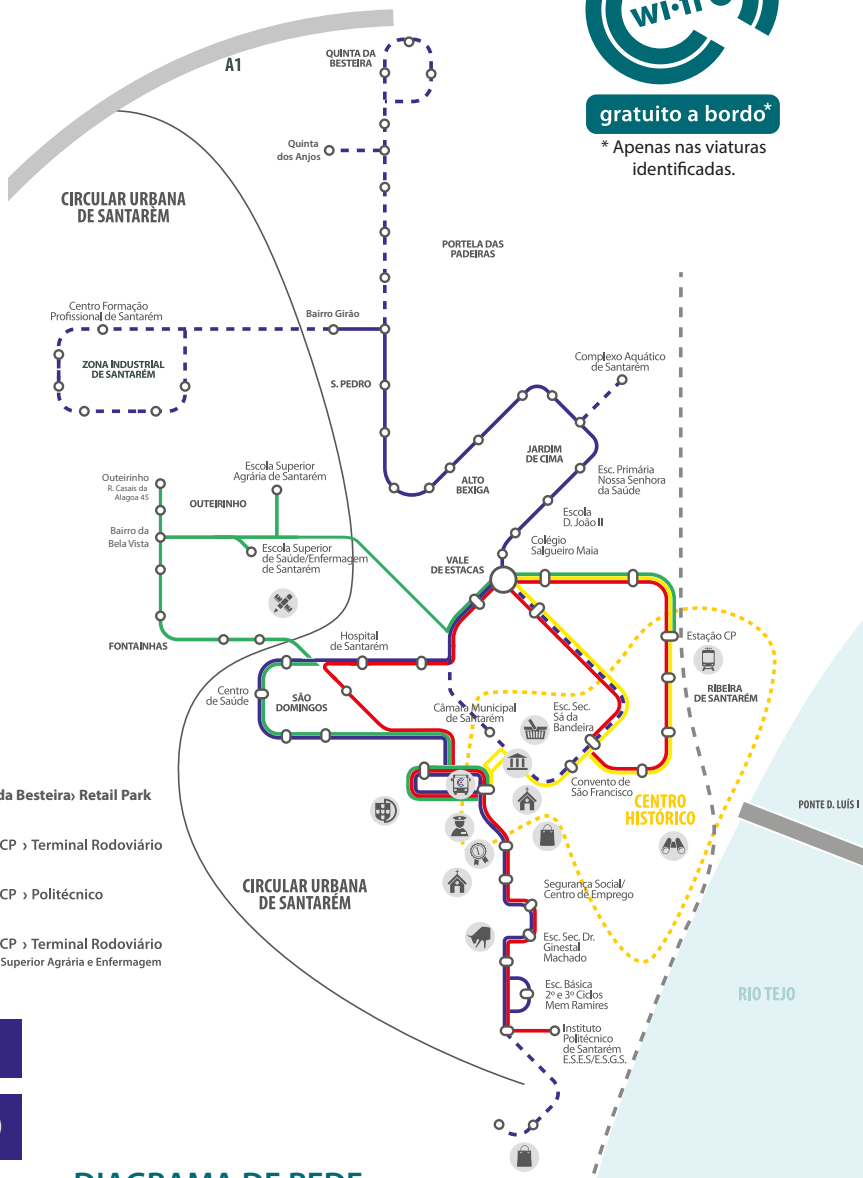 wi-fi
gratuito a bordo*
* Apenas nas viaturas
identificadas.
A1
QUINTA DA
BESTEIRA
Quinta
dos Anjos
CIRCULAR URBANA
DE SANTARÈM
PORTELA DAS
PADEIRAS
Centro Formação
Profissional de Santarém
Bairro Girão
ZONA INDUSTRIAL
DE SANTARÉM
S. PEDRO
Complexo Aquático
de Santarém
JARDIM
DE CIMA
ALTO
BEXIGA
Esc. Primária
Nossa Senhora
da Saúde
Escola
D. João II
Colégio
Salgueiro Maia
VALE
DE ESTACAS
Outeirinho
R. Casais da
Alagoa 45
OUTEIRINHO
Escola Superior
Agrária de Santarém
Bairro da
Bela Vista
Escola Superior
de Saúde/Enfermagem
de Santarém
FONTAINHAS
Hospital
de Santarém
Centro
de Saúde
SÃO
DOMINGOS
Câmara Municipal
de Santarém
Esc. Sec.
Sá da
Bandeira
Estação CP
RIBEIRA
DE SANTARÉM
Convento de
São Francisco
CENTRO
HISTÓRICO
PONTE D. LUÍS I
da Besteira› Retail Park
CP › Terminal Rodoviário
CP › Politécnico
CP › Terminal Rodoviário
Superior Agrária e Enfermagem
CIRCULAR URBANA
DE SANTARÉM
Segurança Social/
Centro de Emprego
Esc. Sec. Dr.
Ginestal
Machado
Esc. Básica
2º e 3º Ciclos
Mem Ramires
Instituto
Politécnico
de Santarém
E.S.E.S/E.S.G.S.
RIO TEJO
DIAGRAMA DE REDE